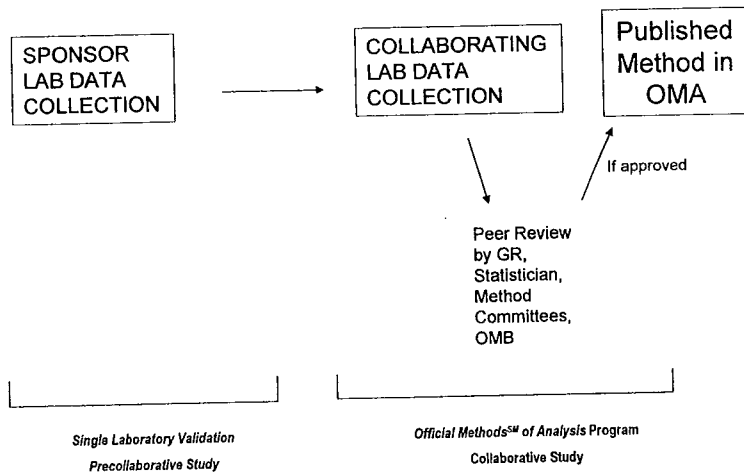 SPONSOR
LAB DATA
COLLECTION
COLLABORATING
LAB DATA
COLLECTION
Published
Method in
OMA
If approved
Peer Review
by GR,
Statistician,
Method
Committees,
OMB
Single Laboratory Validation
Precollaborative Study
Official Methods℠ of Analysis Program
Collaborative Study